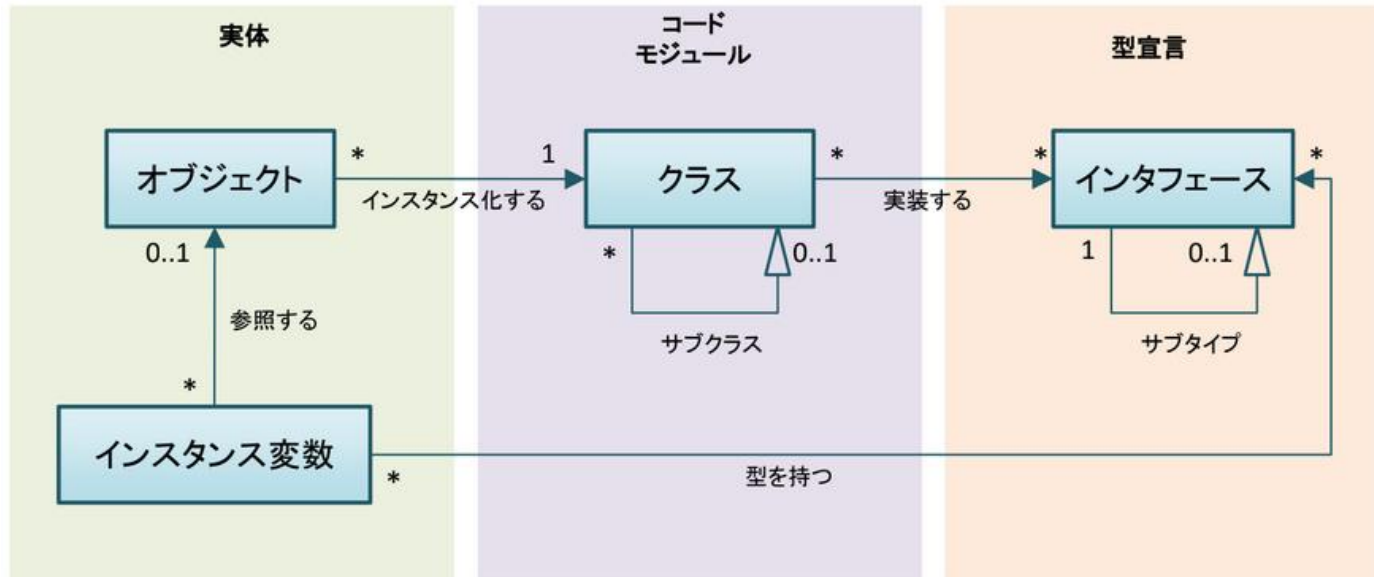 実体
コード
モジュール
型宣言
オブジェクト
*
インスタンス化する
1
クラス
*
実装する
*
インタフェース
*
0..1
*
0..1
サブクラス
1
0..1
サブタイプ
参照する
*
インスタンス変数
*
型を持つ